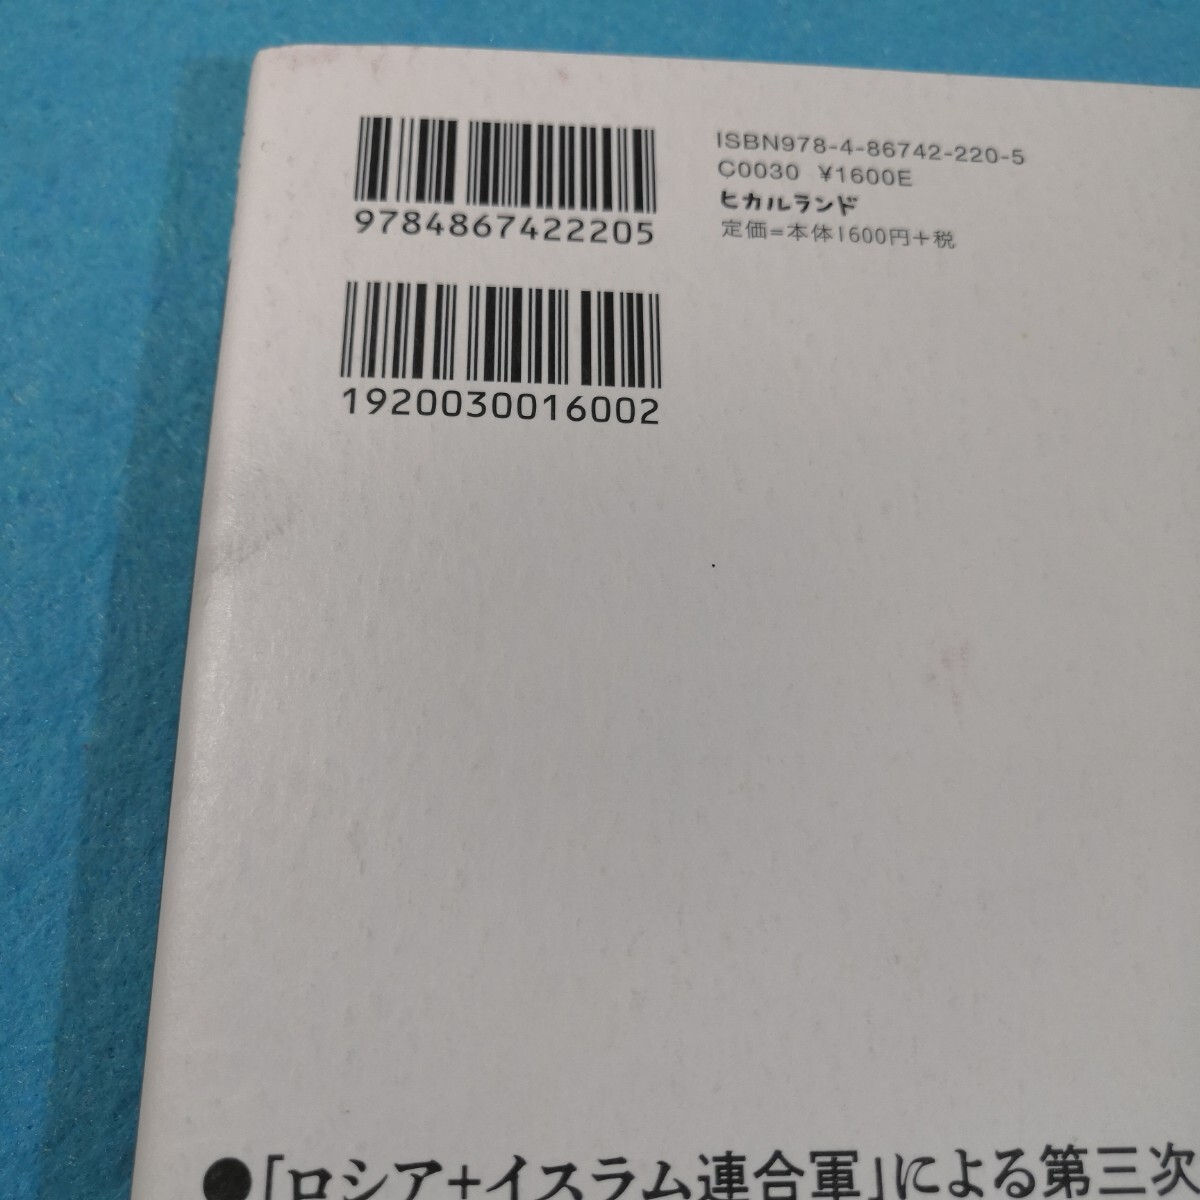 9784867422205
1920030016002
ISBN978-4-86742-220-5
C0030 ¥1600E
ヒカルランド
定価=本体1600円+税
●「ロシア+イスラム連合軍」による第三次